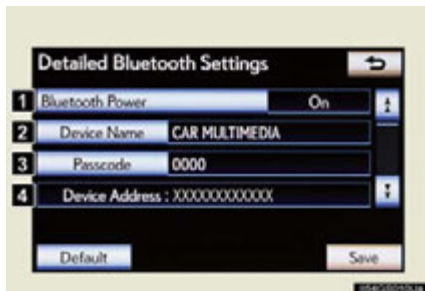 Detailed Bluetooth Settings
1 Bluetooth Power On
2 Device Name CAR MULTIMEDIA
3 Passcode 0000
4 Device Address : XXXXXXXXXXXX
Default Save